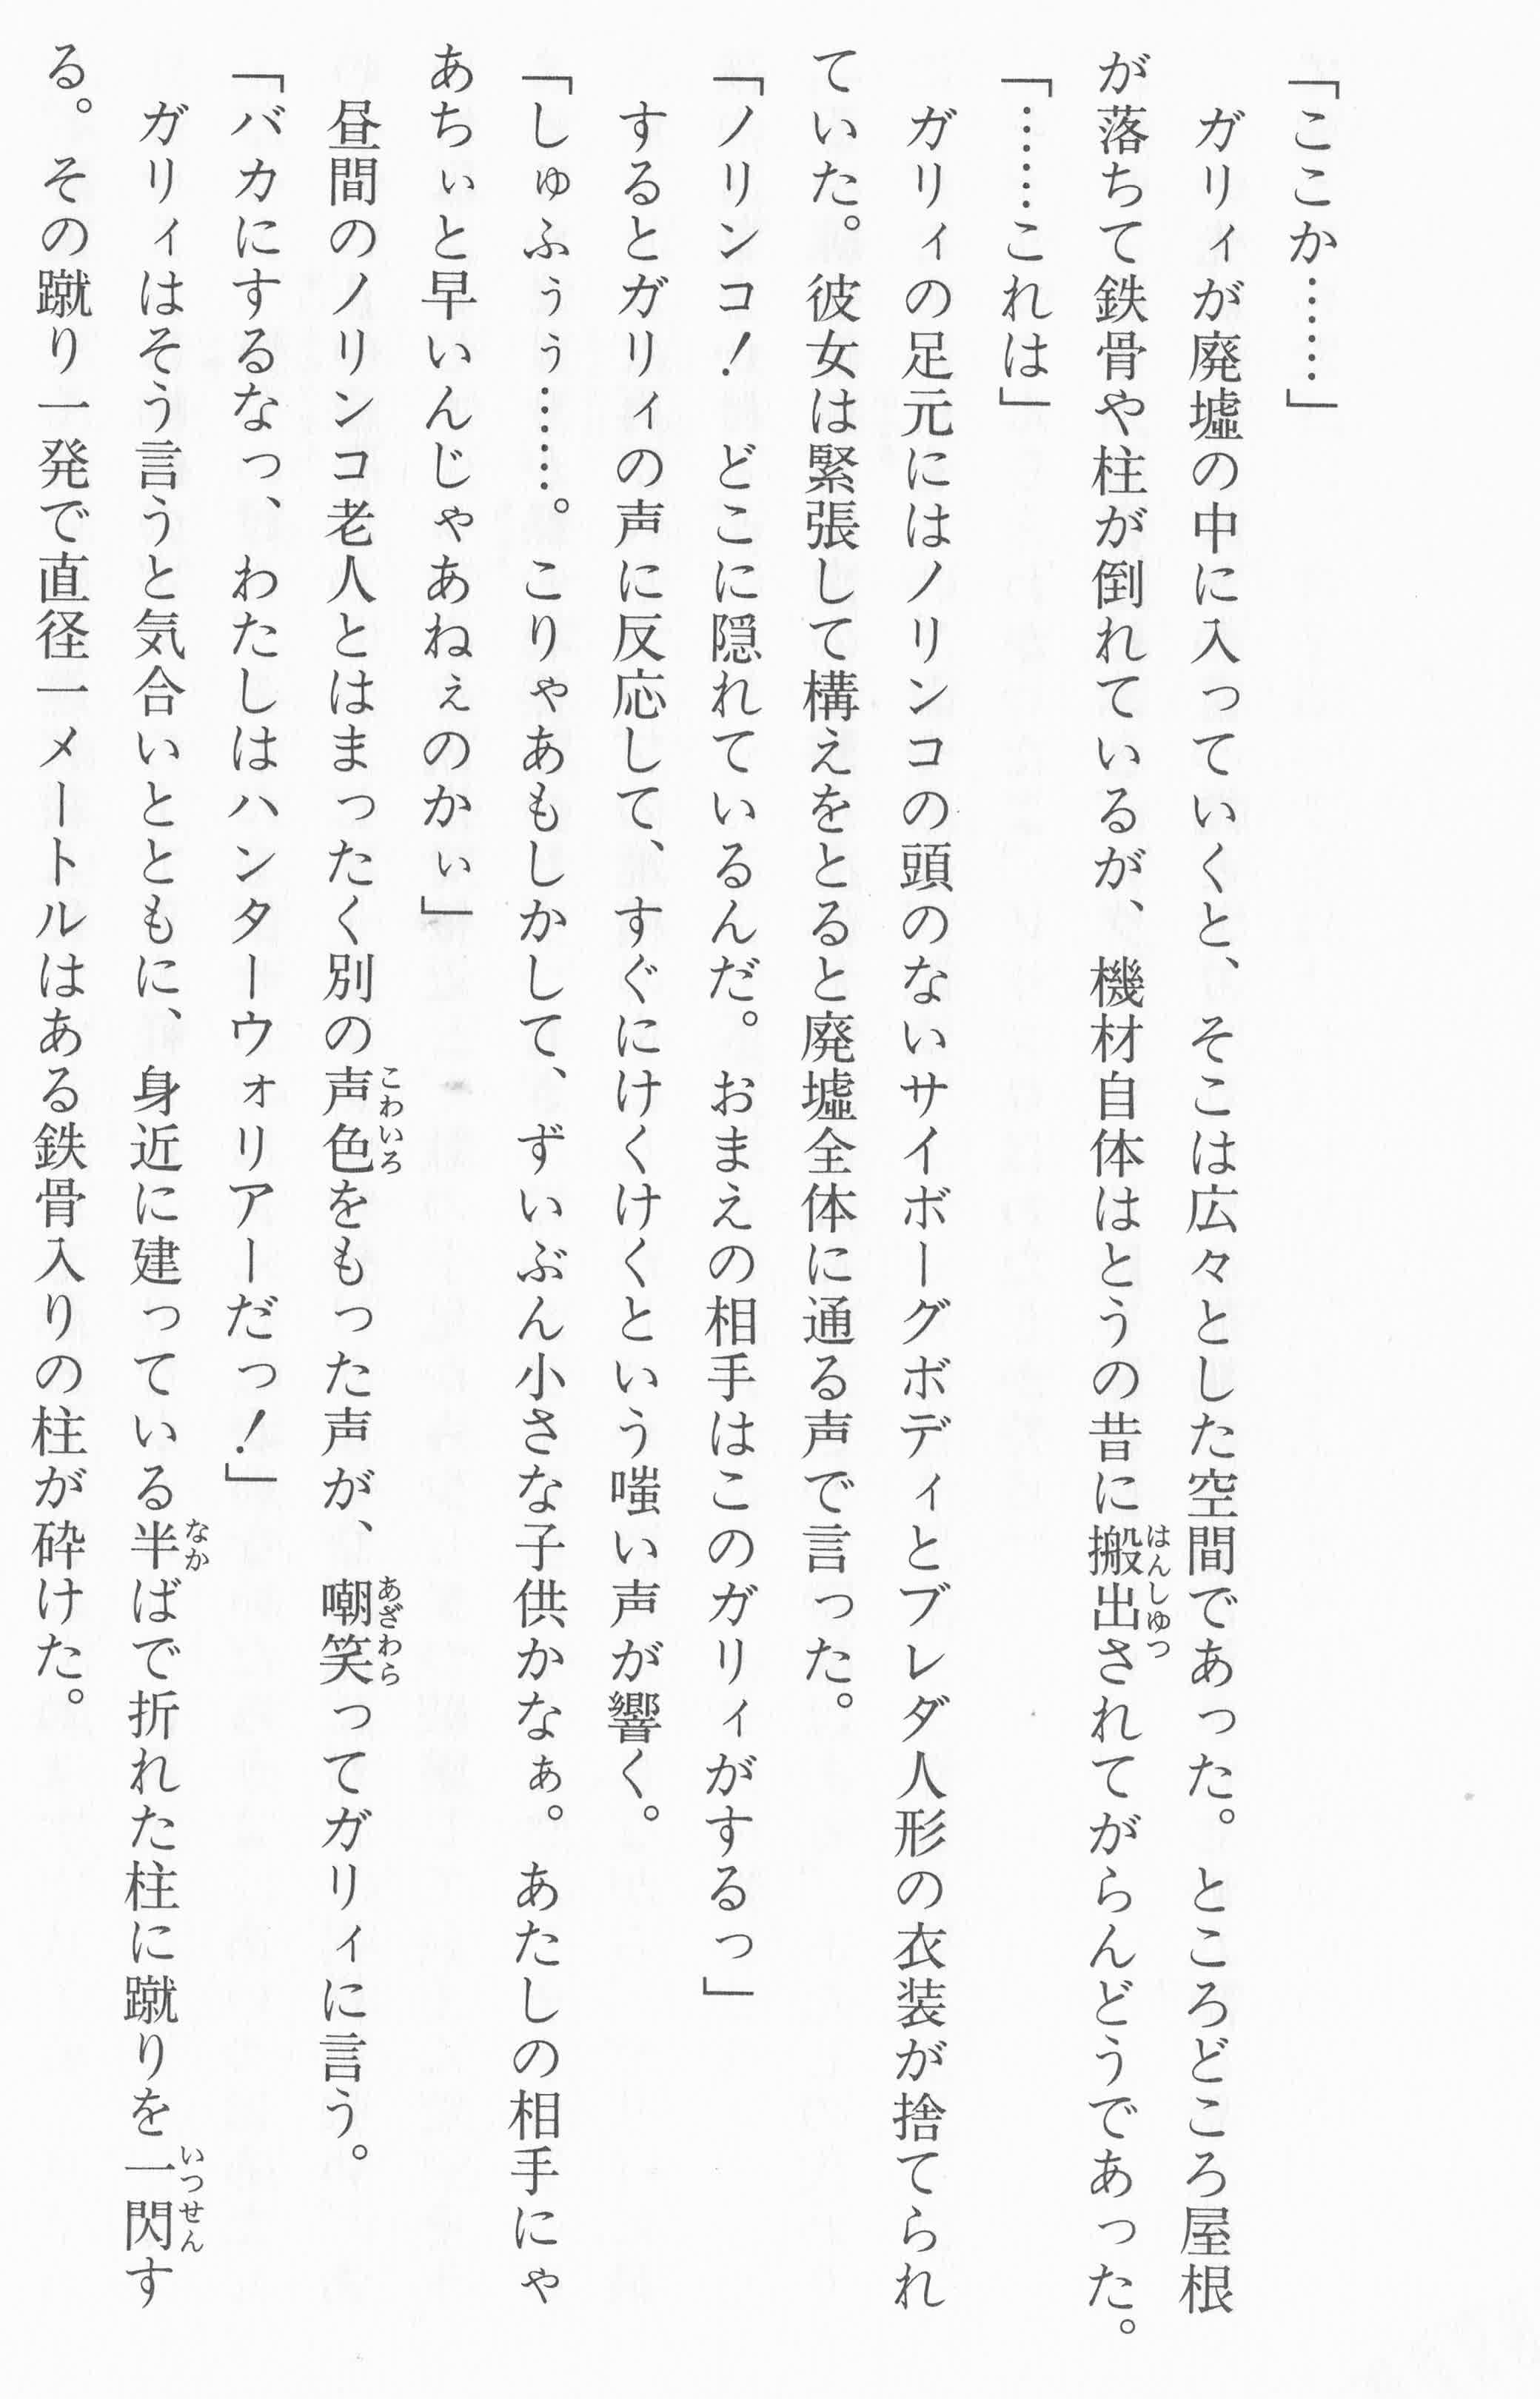 「ここか……」
　ガリィが廃墟の中に入っていくと、そこは広々とした空間であった。ところどころ屋根
が落ちて鉄骨や柱が倒れているが、機材自体はとうの昔に搬出されてがらんどうであった。
「……これは」
　ガリィの足元にはノリンコの頭のないサイボーグボディとブレダ人形の衣装が捨てられ
ていた。彼女は緊張して構えをとると廃墟全体に通る声で言った。
「ノリンコ！　どこに隠れているんだ。おまえの相手はこのガリィがするっ」
　するとガリィの声に反応して、すぐにけくけくという嗤い声が響く。
「しゅふぅぅ……。こりゃあもしかして、ずいぶん小さな子供かなぁ。あたしの相手にゃ
あちぃと早いんじゃあねぇのかぃ」
　昼間のノリンコ老人とはまったく別の声色をもった声が、嘲笑ってガリィに言う。
「バカにするなっ、わたしはハンターウォリアーだっ！」
　ガリィはそう言うと気合いとともに、身近に建っている半ばで折れた柱に蹴りを一閃す
る。その蹴り一発で直径一メートルはある鉄骨入りの柱が砕けた。